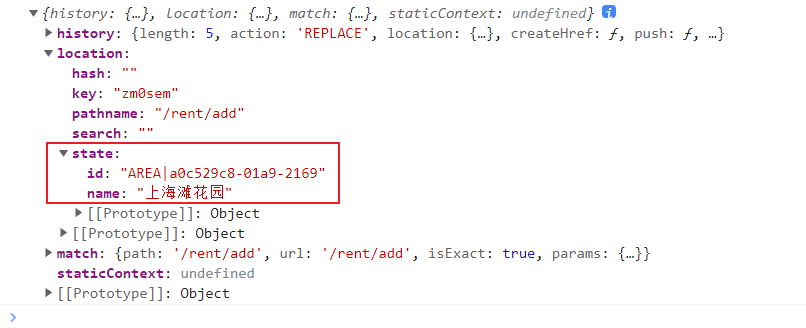 {history: {…}, location: {…}, match: {…}, staticContext: undefined} i
history: {length: 5, action: 'REPLACE', location: {…}, createHref: ƒ, push: ƒ, …}
location:
hash: ""
key: "zm0sem"
pathname: "/rent/add"
search: ""
state:
id: "AREA|a0c529c8-01a9-2169"
name: "上海滩花园"
[[Prototype]]: Object
[[Prototype]]: Object
match: {path: '/rent/add', url: '/rent/add', isExact: true, params: {…}}
staticContext: undefined
[[Prototype]]: Object